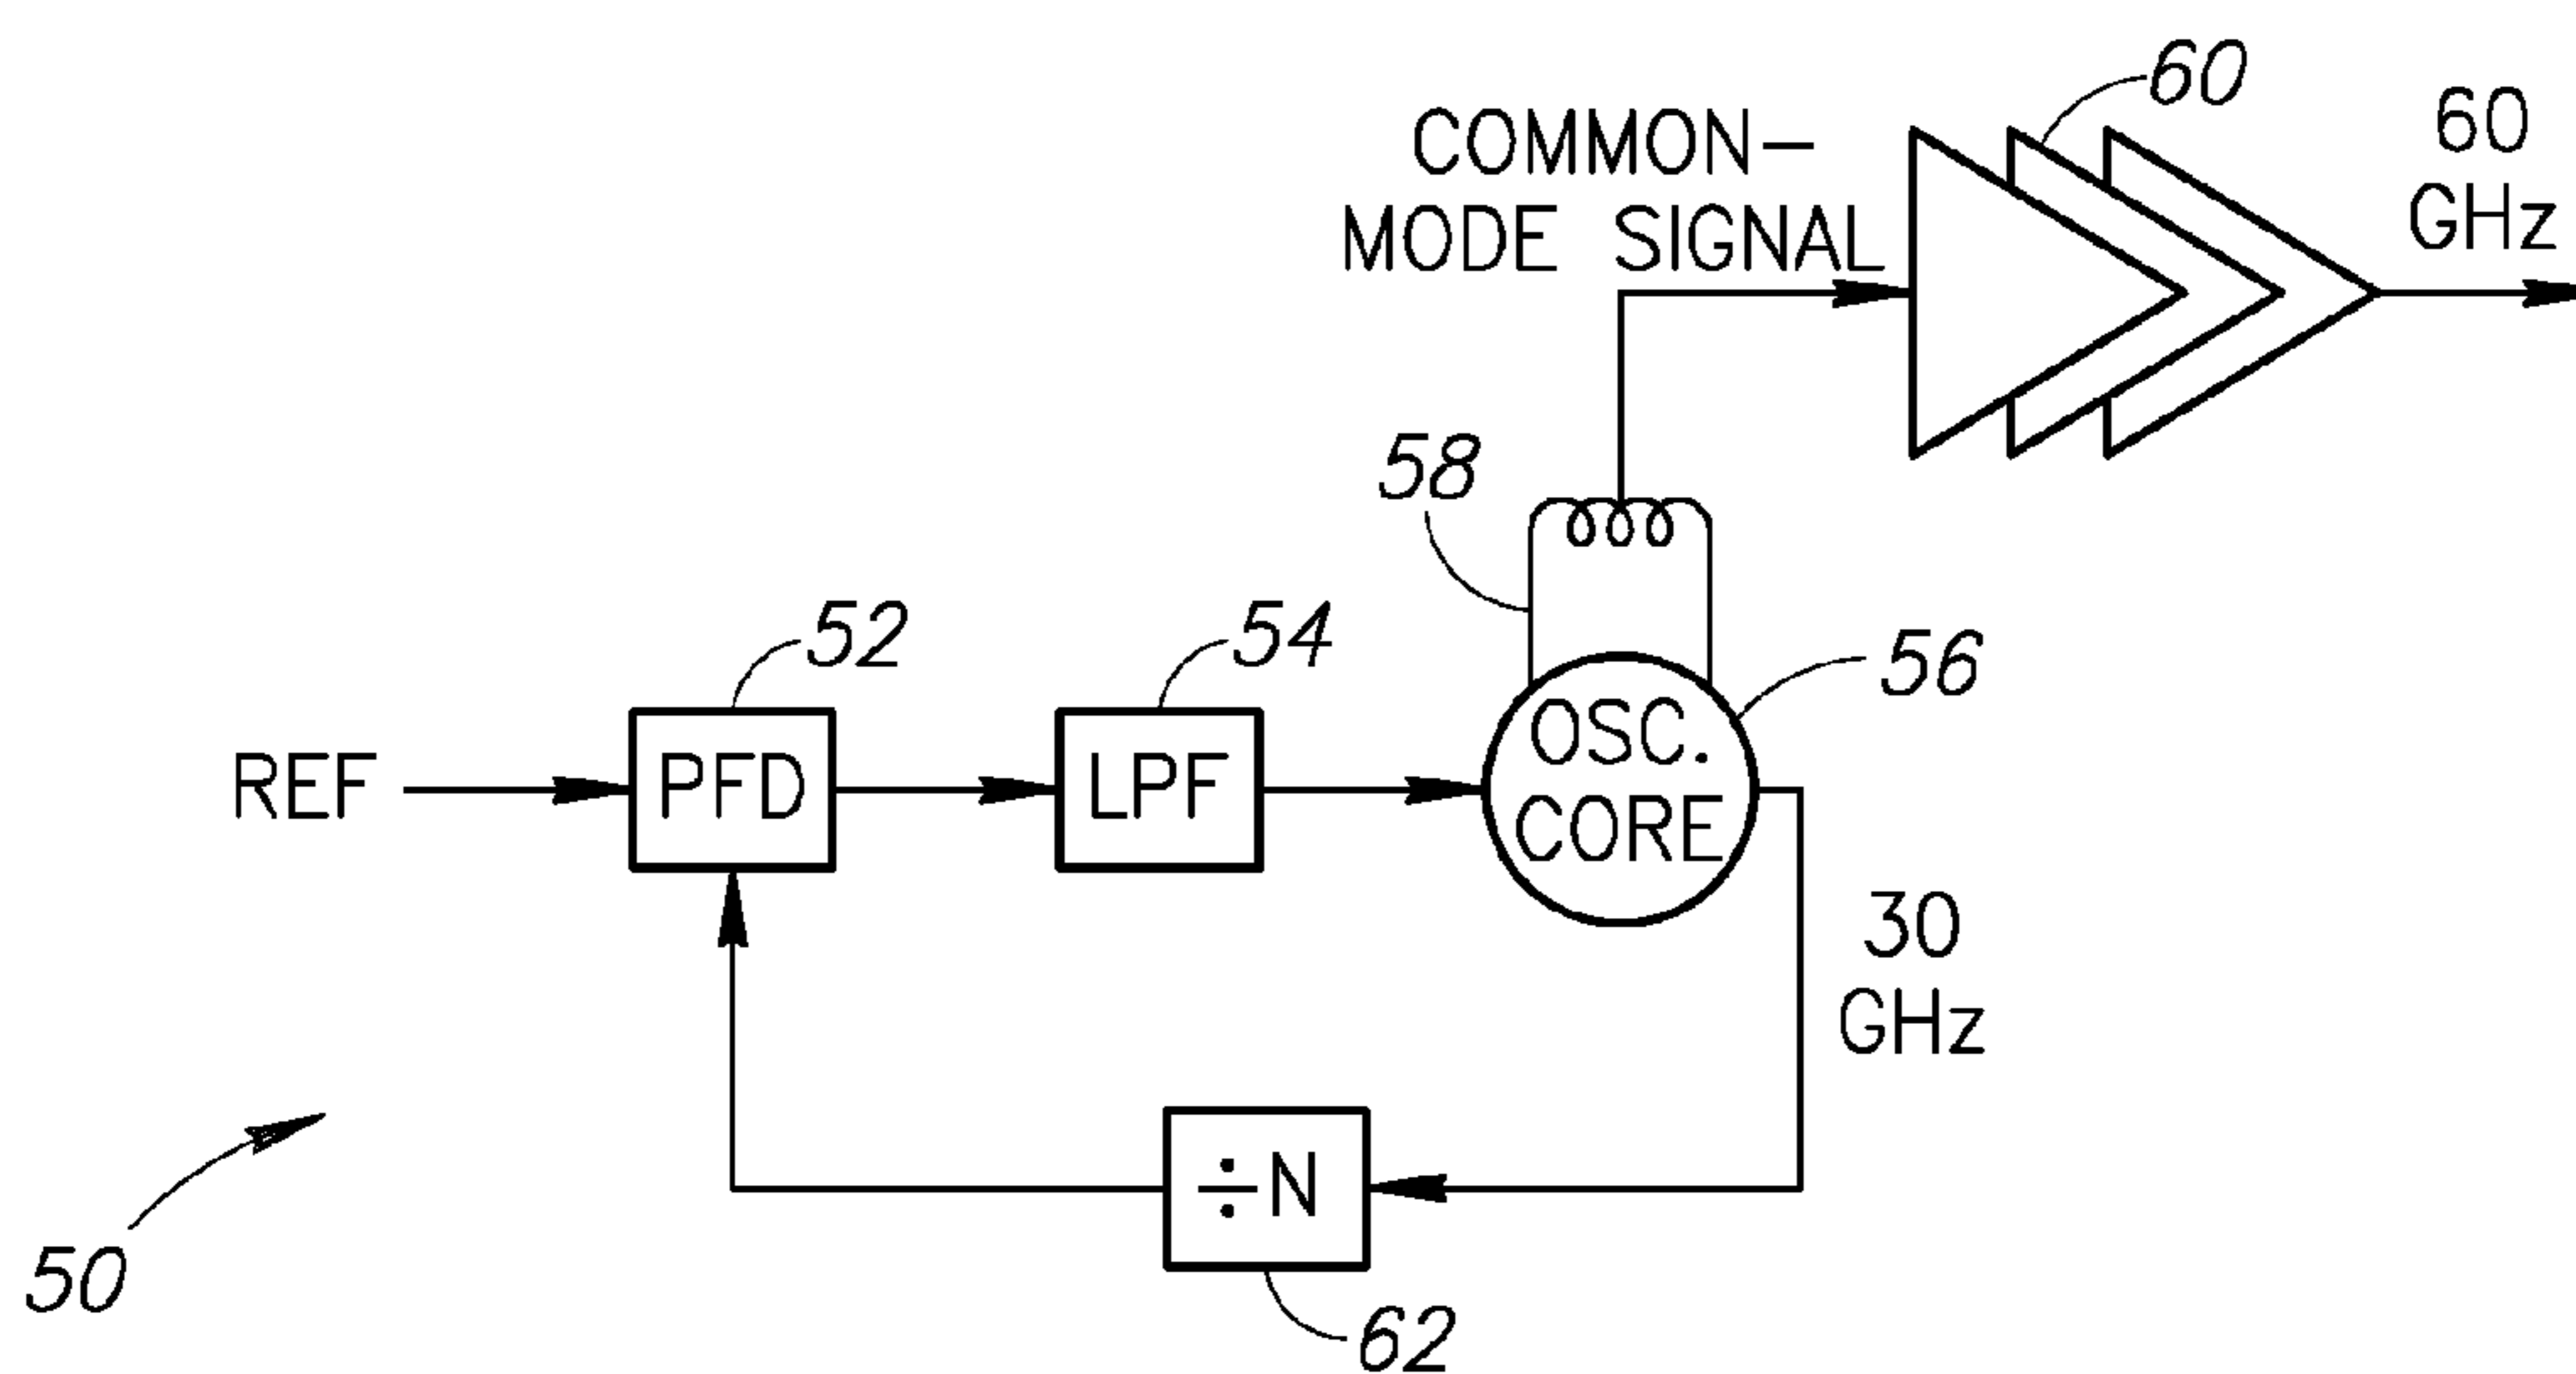 60
60
GHz
COMMON-
MODE SIGNAL
58
52
54
56
REF
PFD
LPF
OSC.
CORE
30
GHz
÷N
50
62